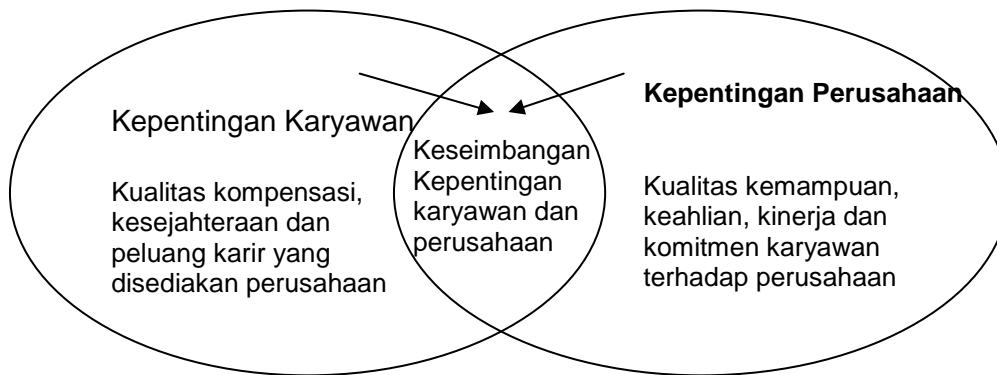 Kepentingan Karyawan
Kualitas kompensasi,
kesejahteraan dan
peluang karir yang
disediakan perusahaan
Keseimbangan
Kepentingan
karyawan dan
perusahaan
Kepentingan Perusahaan
Kualitas kemampuan,
keahlian, kinerja dan
komitmen karyawan
terhadap perusahaan